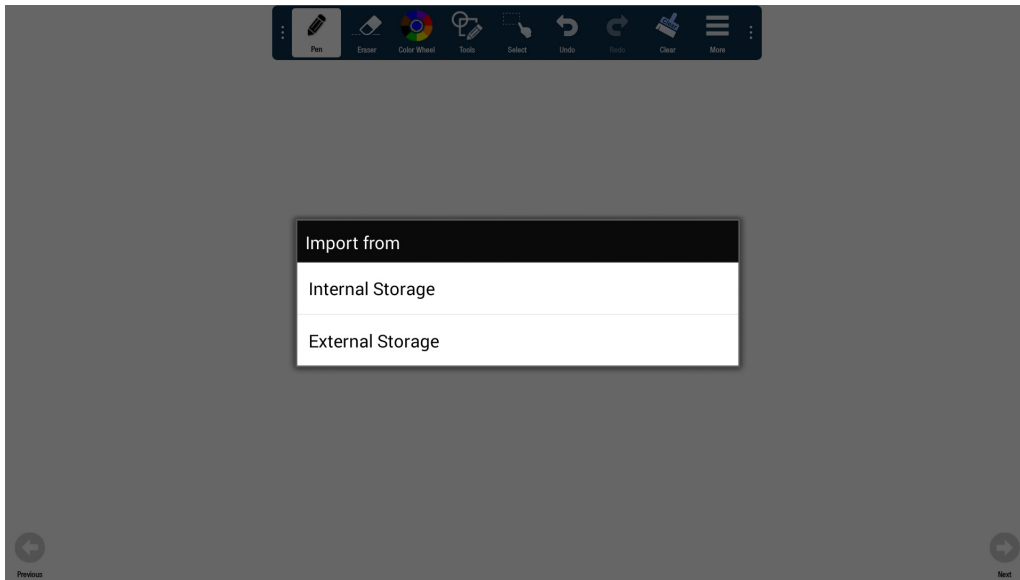 Pen Eraser Color Wheel Tools Select Undo Redo Clear More
Import from
Internal Storage
External Storage
Previous Next